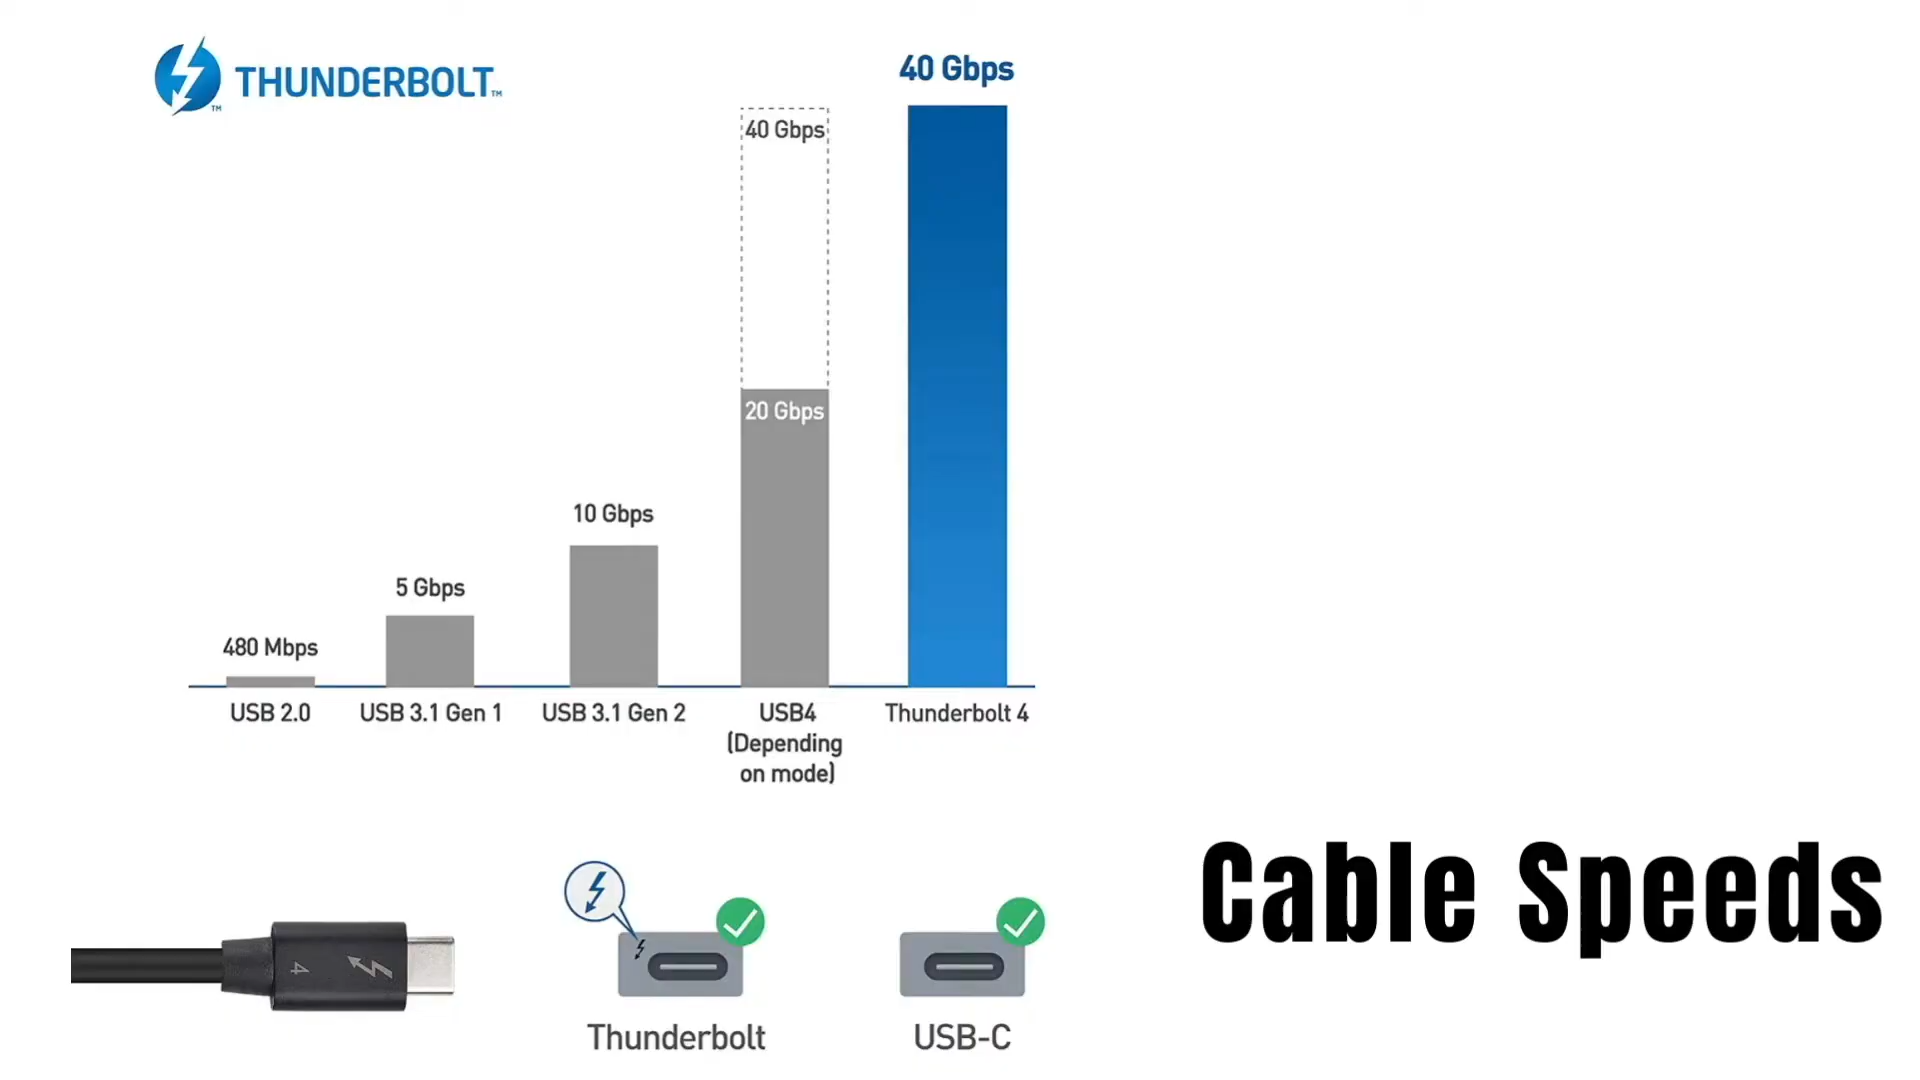 THUNDERBOLT™
40 Gbps
40 Gbps
20 Gbps
10 Gbps
5 Gbps
480 Mbps
USB 2.0
USB 3.1 Gen 1
USB 3.1 Gen 2
USB4
(Depending
on mode)
Thunderbolt 4
Cable Speeds
4
Thunderbolt
USB-C